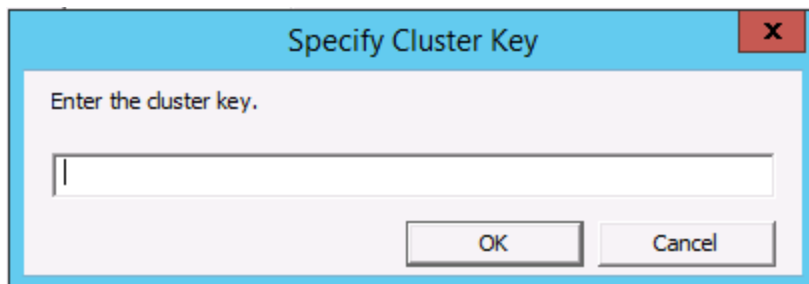 Specify Cluster Key
x
Enter the cluster key.
OK
Cancel